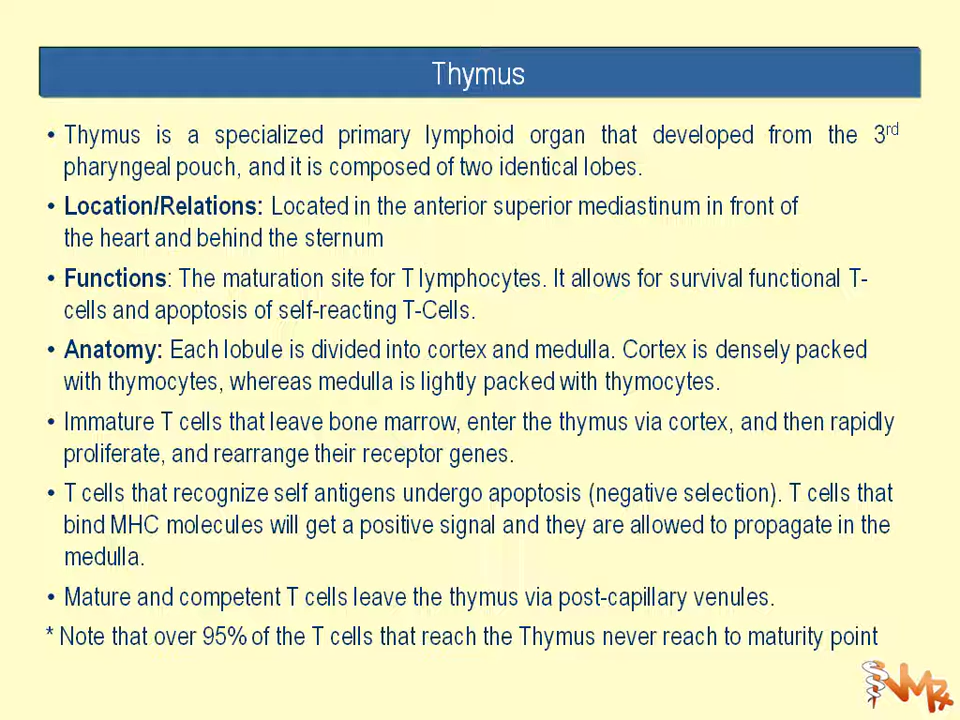 Thymus
• Thymus is a specialized primary lymphoid organ that developed from the 3rd
pharyngeal pouch, and it is composed of two identical lobes.
• Location/Relations: Located in the anterior superior mediastinum in front of
the heart and behind the sternum
• Functions: The maturation site for T lymphocytes. It allows for survival functional T-
cells and apoptosis of self-reacting T-Cells.
• Anatomy: Each lobule is divided into cortex and medulla. Cortex is densely packed
with thymocytes, whereas medulla is lightly packed with thymocytes.
• Immature T cells that leave bone marrow, enter the thymus via cortex, and then rapidly
proliferate, and rearrange their receptor genes.
• T cells that recognize self antigens undergo apoptosis (negative selection). T cells that
bind MHC molecules will get a positive signal and they are allowed to propagate in the
medulla.
• Mature and competent T cells leave the thymus via post-capillary venules.
* Note that over 95% of the T cells that reach the Thymus never reach to maturity point